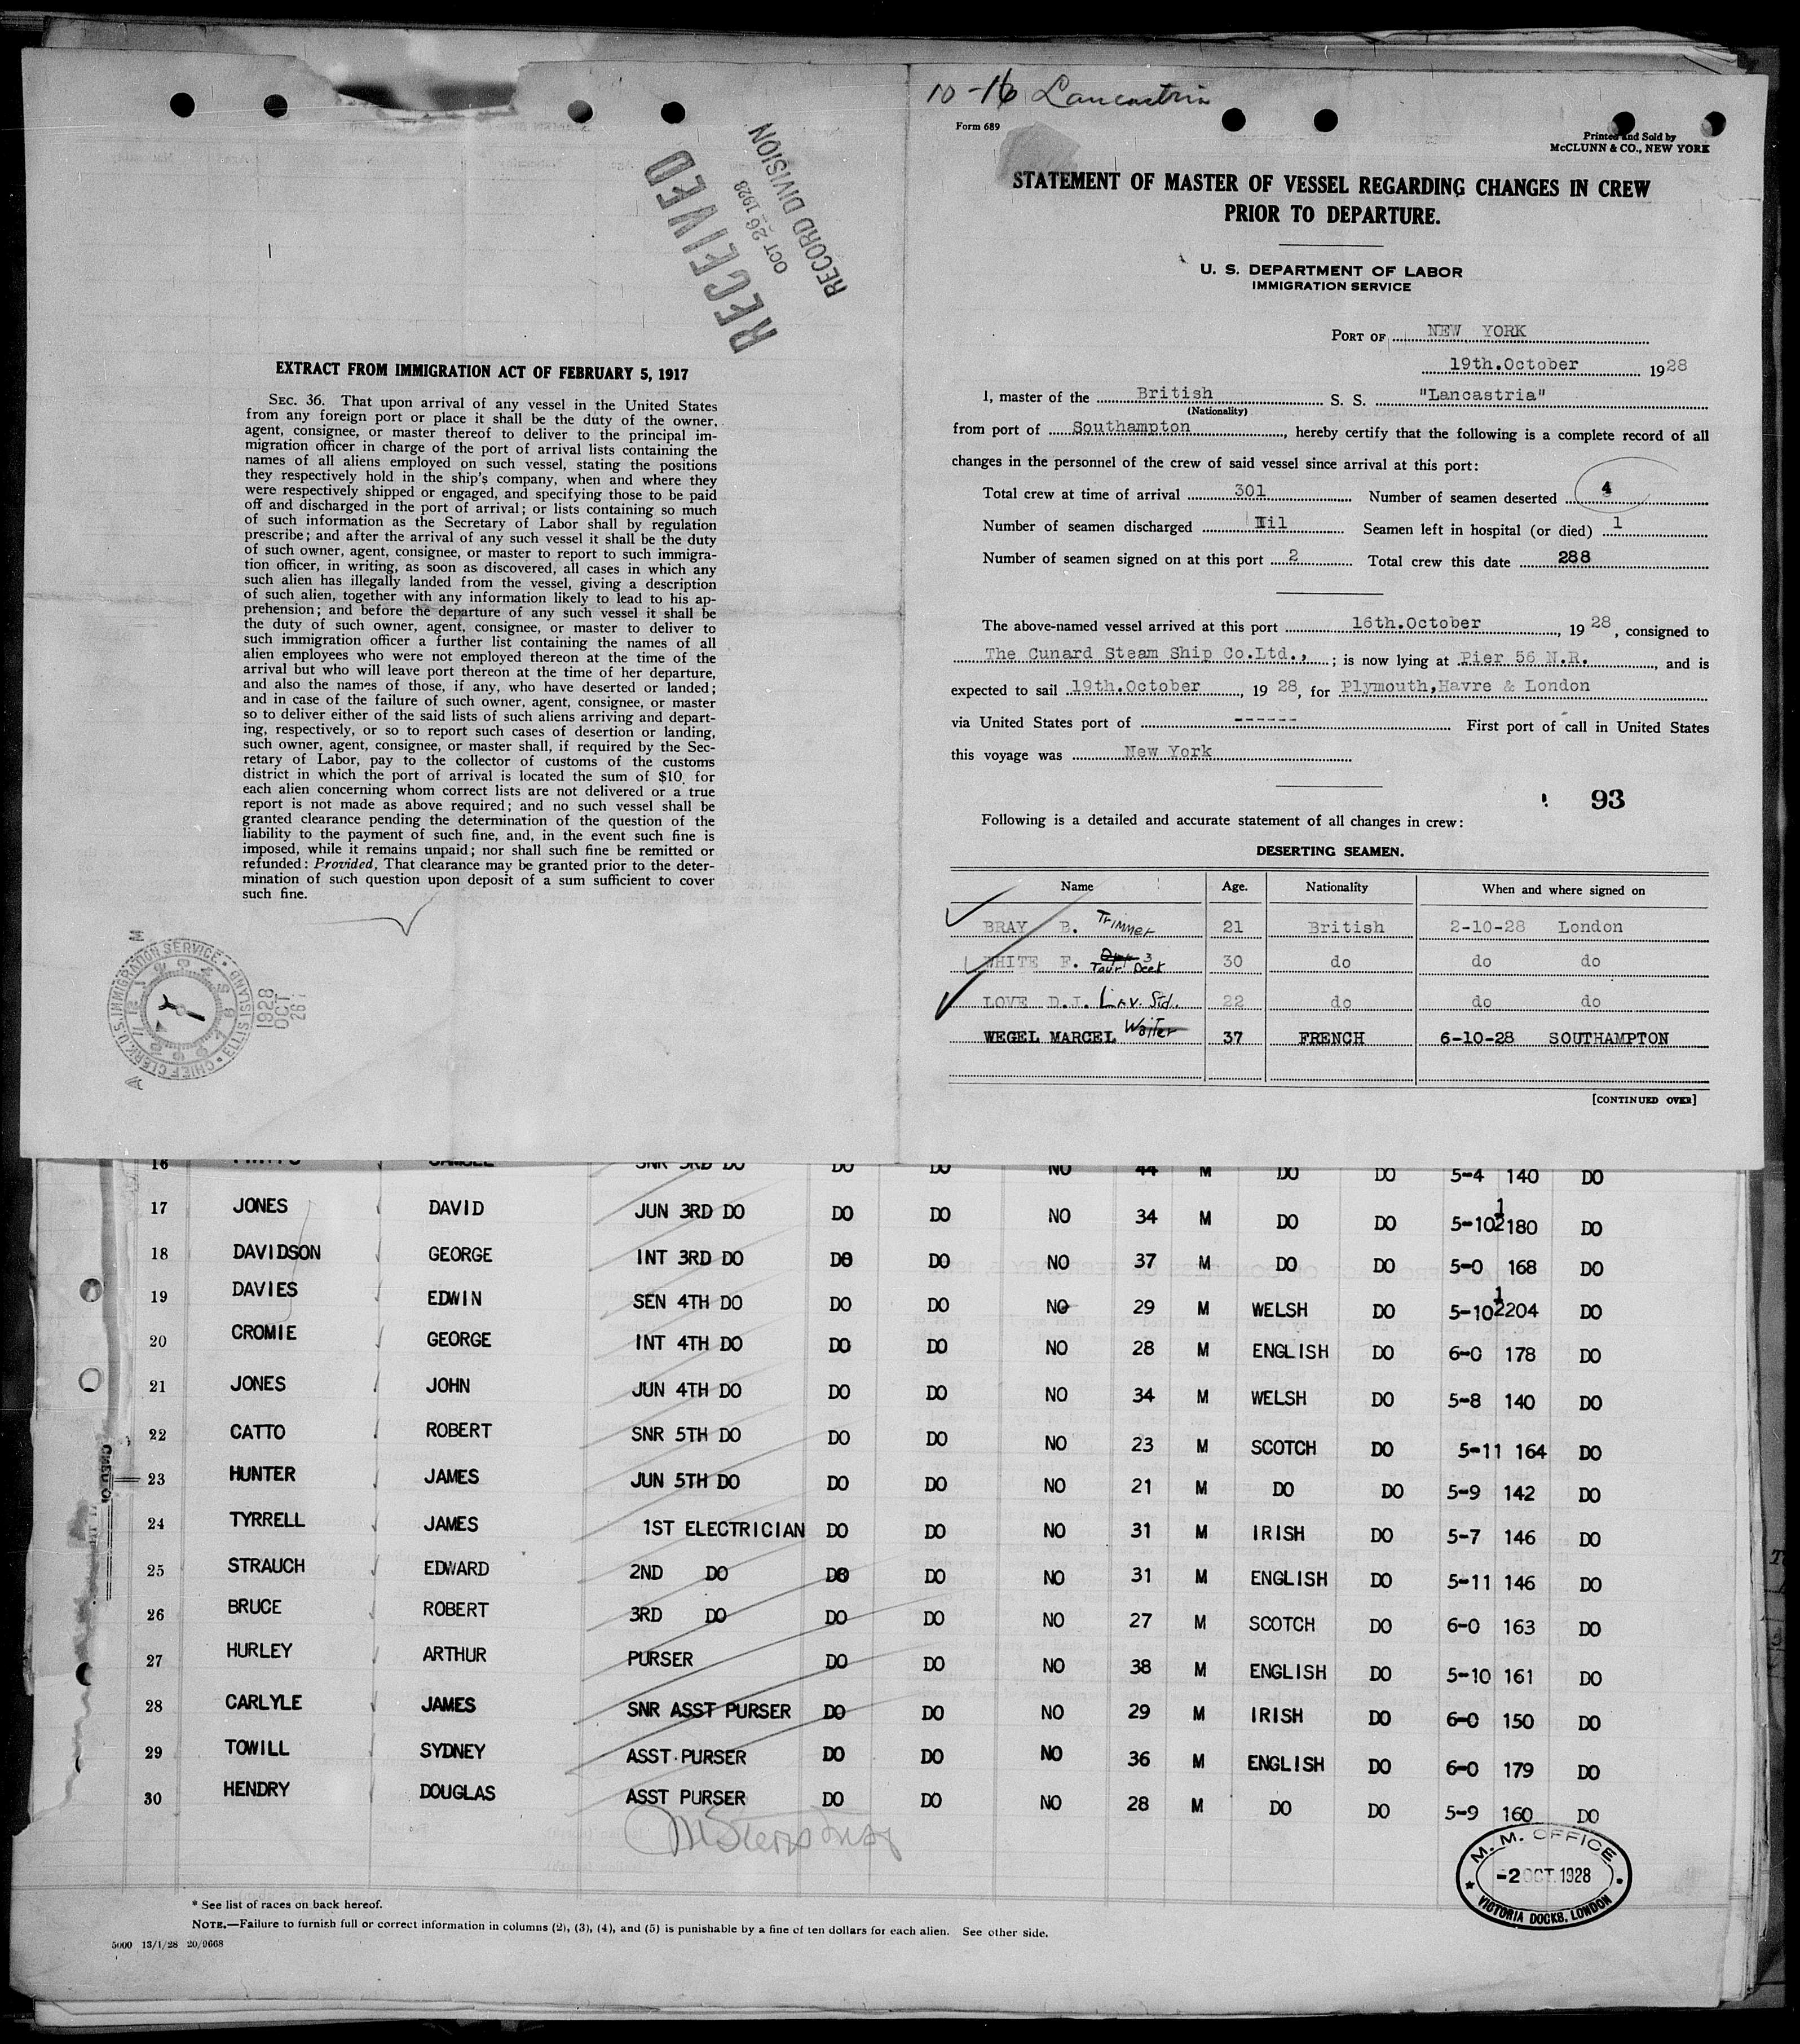 RECEIVED
OCT 26 1928
RECORD DIVISION
EXTRACT FROM IMMIGRATION ACT OF FEBRUARY 5, 1917
SEC. 36. That upon arrival of any vessel in the United States
from any foreign port or place it shall be the duty of the owner,
agent, consignee, or master thereof to deliver to the principal im-
migration officer in charge of the port of arrival lists containing the
names of all aliens employed on such vessel, stating the positions
they respectively hold in the ship's company, when and where they
were respectively shipped or engaged, and specifying those to be paid
off and discharged in the port of arrival; or lists containing so much
of such information as the Secretary of Labor shall by regulation
prescribe; and after the arrival of any such vessel it shall be the duty
of such owner, agent, consignee, or master to report to such immigra-
tion officer, in writing, as soon as discovered, all cases in which any
such alien has illegally landed from the vessel, giving a description
of such alien, together with any information likely to lead to his ap-
prehension; and before the departure of any such vessel it shall be
the duty of such owner, agent, consignee, or master to deliver to
such immigration officer a further list containing the names of all
alien employees who were not employed thereon at the time of the
arrival but who will leave port thereon at the time of her departure,
and also the names of those, if any, who have deserted or landed;
and in case of the failure of such owner, agent, consignee, or master
so to deliver either of the said lists of such aliens arriving and depart-
ing, respectively, or so to report such cases of desertion or landing,
such owner, agent, consignee, or master shall, if required by the Sec-
retary of Labor, pay to the collector of customs of the customs
district in which the port of arrival is located the sum of $10 for
each alien concerning whom correct lists are not delivered or a true
report is not made as above required; and no such vessel shall be
granted clearance pending the determination of the question of the
liability to the payment of such fine, and, in the event such fine is
imposed, while it remains unpaid; nor shall such fine be remitted or
refunded: Provided, That clearance may be granted prior to the deter-
mination of such question upon deposit of a sum sufficient to cover
such fine.
CHIEF CLERK, U.S. IMMIGRATION SERVICE. ELLIS ISLAND
1928
OCT
26
10-16 Lancastria
Form 689
Printed and Sold by
McCLUNN & CO., NEW YORK
STATEMENT OF MASTER OF VESSEL REGARDING CHANGES IN CREW
PRIOR TO DEPARTURE.
U. S. DEPARTMENT OF LABOR
IMMIGRATION SERVICE
PORT OF NEW YORK
19th.October 1928
I, master of the British S. S. "Lancastria"
(Nationality)
from port of Southampton, hereby certify that the following is a complete record of all
changes in the personnel of the crew of said vessel since arrival at this port:
Total crew at time of arrival 301 Number of seamen deserted 4
Number of seamen discharged Nil Seamen left in hospital (or died) 1
Number of seamen signed on at this port 2 Total crew this date 288
The above-named vessel arrived at this port 16th.October, 1928, consigned to
The Cunard Steam Ship Co.Ltd.,; is now lying at Pier 56 N.R., and is
expected to sail 19th.October, 1928, for Plymouth,Havre & London
via United States port of ------ First port of call in United States
this voyage was New York
93
Following is a detailed and accurate statement of all changes in crew:
DESERTING SEAMEN.
Name Age. Nationality When and where signed on
BRAY B. Trimmer 21 British 2-10-28 London
WHITE F. 30 do do do
LOVE D.J. Lav. Std. 22 do do do
WEGEL MARCEL Waiter 37 FRENCH 6-10-28 SOUTHAMPTON
[CONTINUED OVER]
16 SAMUEL SNR 3RD DO DO DO NO 44 M DO DO 5-4 140 DO
17 JONES DAVID JUN 3RD DO DO DO NO 34 M DO DO 5-10½ 180 DO
18 DAVIDSON GEORGE INT 3RD DO DO DO NO 37 M DO DO 5-0 168 DO
19 DAVIES EDWIN SEN 4TH DO DO DO NO 29 M WELSH DO 5-10½ 204 DO
20 CROMIE GEORGE INT 4TH DO DO DO NO 28 M ENGLISH DO 6-0 178 DO
21 JONES JOHN JUN 4TH DO DO DO NO 34 M WELSH DO 5-8 140 DO
22 CATTO ROBERT SNR 5TH DO DO DO NO 23 M SCOTCH DO 5-11 164 DO
23 HUNTER JAMES JUN 5TH DO DO DO NO 21 M DO DO 5-9 142 DO
24 TYRRELL JAMES 1ST ELECTRICIAN DO DO NO 31 M IRISH DO 5-7 146 DO
25 STRAUCH EDWARD 2ND DO DO DO NO 31 M ENGLISH DO 5-11 146 DO
26 BRUCE ROBERT 3RD DO DO DO NO 27 M SCOTCH DO 6-0 163 DO
27 HURLEY ARTHUR PURSER DO DO NO 38 M ENGLISH DO 5-10 161 DO
28 CARLYLE JAMES SNR ASST PURSER DO DO NO 29 M IRISH DO 6-0 150 DO
29 TOWILL SYDNEY ASST PURSER DO DO NO 36 M ENGLISH DO 6-0 179 DO
30 HENDRY DOUGLAS ASST PURSER DO DO NO 28 M DO DO 5-9 160 DO
M. M. OFFICE
-2 OCT. 1928
VICTORIA DOCKS, LONDON
* See list of races on back hereof.
NOTE.—Failure to furnish full or correct information in columns (2), (3), (4), and (5) is punishable by a fine of ten dollars for each alien. See other side.
5000 13/1/28 20/9668